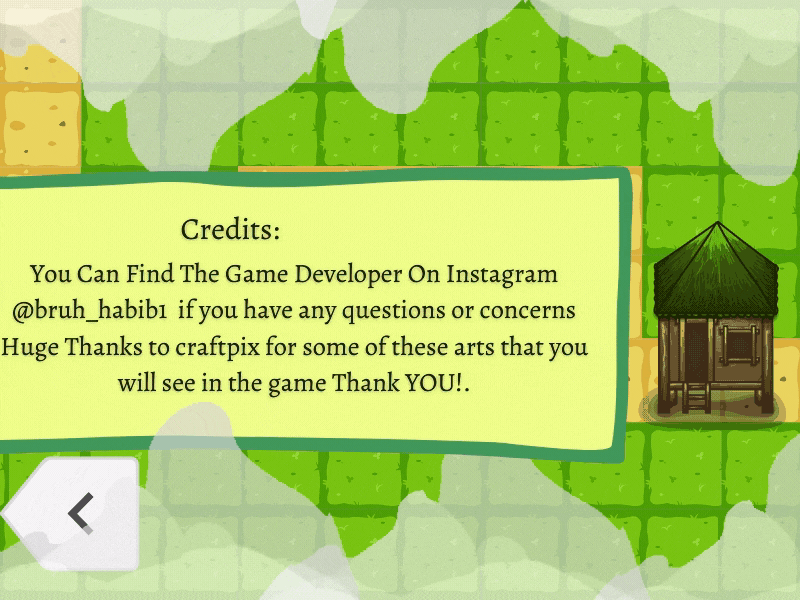 Credits:
You Can Find The Game Developer On Instagram
@bruh_habib1 if you have any questions or concerns
Huge Thanks to craftpix for some of these arts that you
will see in the game Thank YOU!.